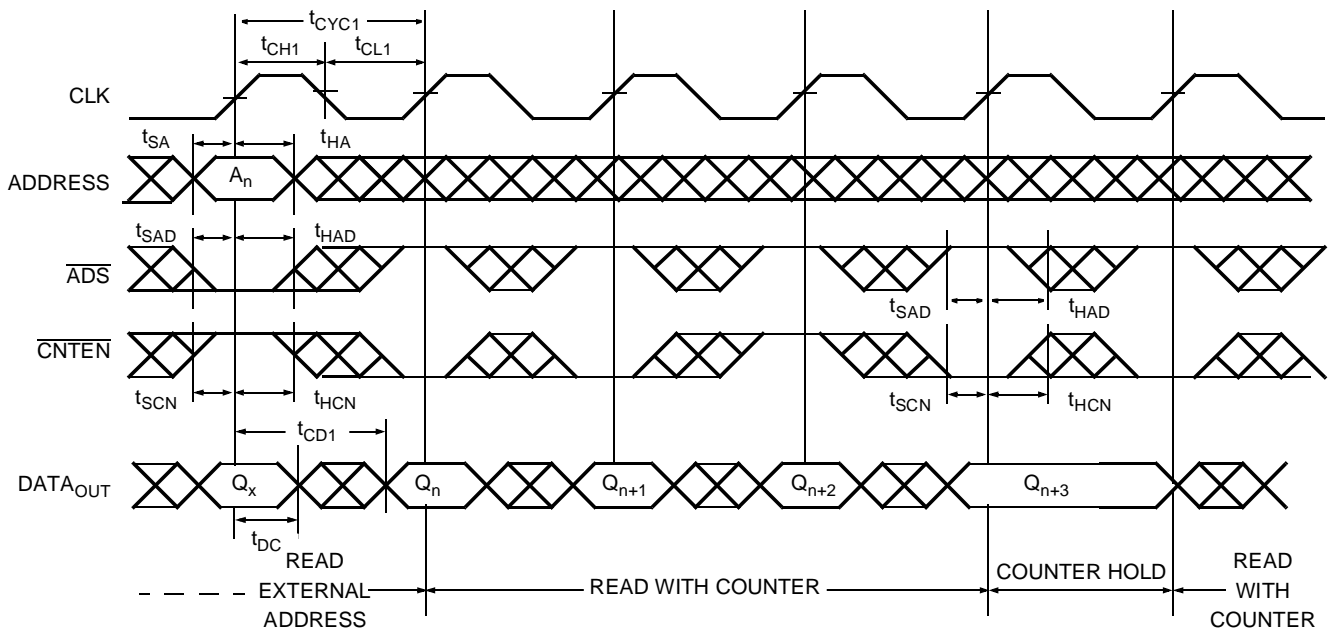 tCYC1
tCH1
tCL1
CLK
tSA
tHA
ADDRESS
An
tSAD
tHAD
ADS
tSAD
tHAD
CNTEN
tSCN
tHCN
tSCN
tHCN
tCD1
DATAOUT
Qx
Qn
Qn+1
Qn+2
Qn+3
tDC
READ
EXTERNAL
ADDRESS
READ WITH COUNTER
COUNTER HOLD
READ
WITH
COUNTER